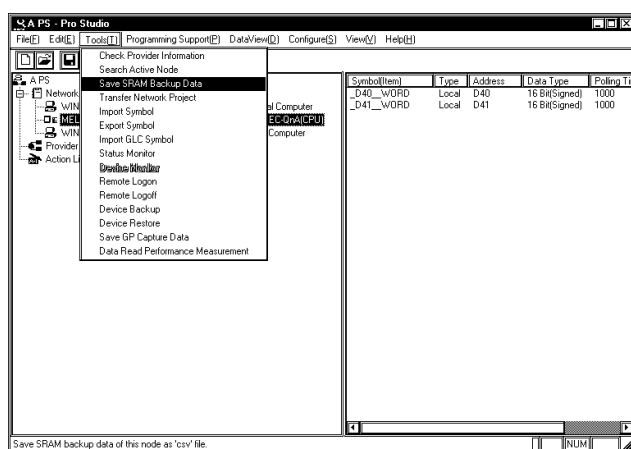 A PS - Pro Studio
File(F) Edit(E) Tools(T) Programming Support(P) DataView(D) Configure(S) View(V) Help(H)
Check Provider Information
Search Active Node
Save SRAM Backup Data
Transfer Network Project
Import Symbol
Export Symbol
Import GLC Symbol
Status Monitor
Device Monitor
Remote Logon
Remote Logoff
Device Backup
Device Restore
Save GP Capture Data
Data Read Performance Measurement
A PS
Network
WIN al Computer
MEL EC-QnA(CPU)
WIN Computer
Provider
Action Li
Symbol(Item) Type Address Data Type Polling Ti
_D40__WORD Local D40 16 Bit(Signed) 1000
_D41__WORD Local D41 16 Bit(Signed) 1000
Save SRAM backup data of this node as 'csv' file.
NUM